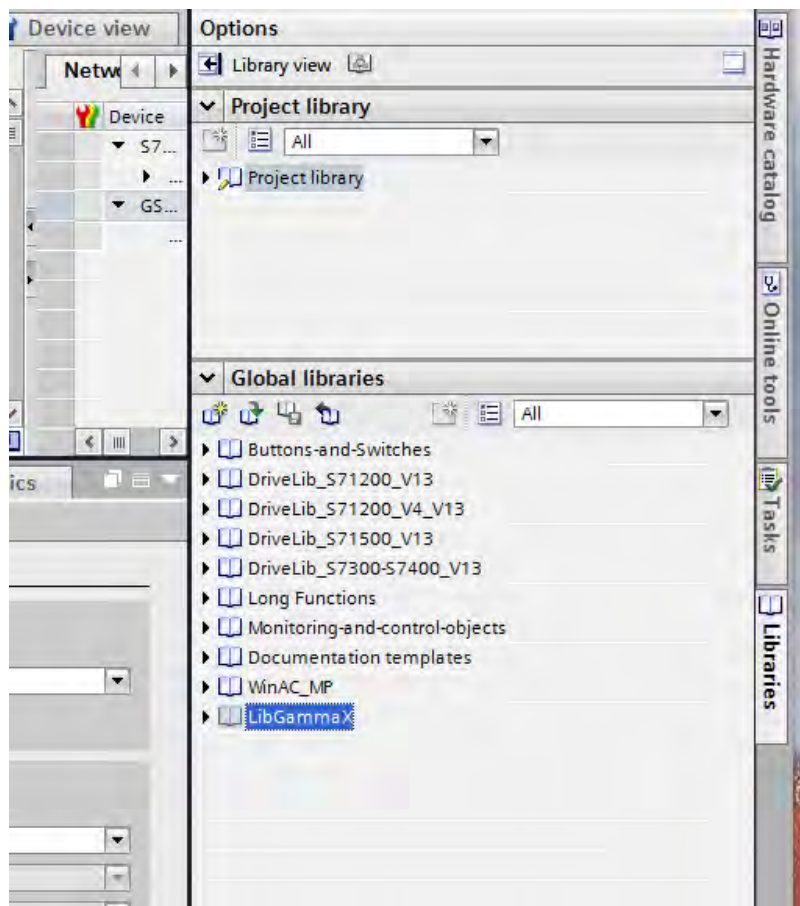 Device view
Netw
Device
S7...
...
GS...
...
ics
Options
Library view
Project library
All
Project library
Global libraries
All
Buttons-and-Switches
DriveLib_S71200_V13
DriveLib_S71200_V4_V13
DriveLib_S71500_V13
DriveLib_S7300-S7400_V13
Long Functions
Monitoring-and-control-objects
Documentation templates
WinAC_MP
LibGammaX
Hardware catalog
Online tools
Tasks
Libraries